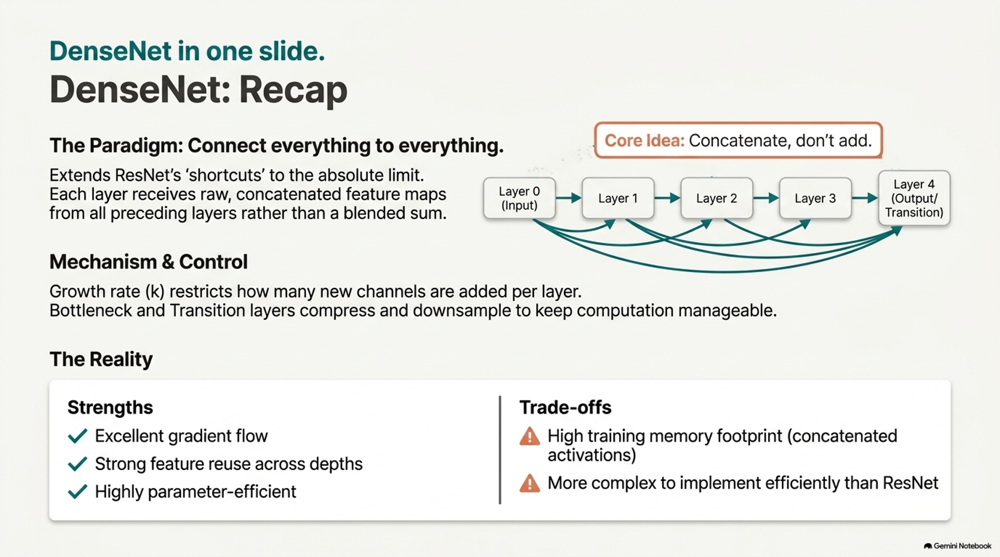 DenseNet in one slide.
DenseNet: Recap
The Paradigm: Connect everything to everything.
Extends ResNet’s ‘shortcuts’ to the absolute limit.
Each layer receives raw, concatenated feature maps
from all preceding layers rather than a blended sum.
Core Idea: Concatenate, don’t add.
Layer 0
(Input)
Layer 1
Layer 2
Layer 3
Layer 4
(Output/
Transition)
Mechanism & Control
Growth rate (k) restricts how many new channels are added per layer.
Bottleneck and Transition layers compress and downsample to keep computation manageable.
The Reality
Strengths
Excellent gradient flow
Strong feature reuse across depths
Highly parameter-efficient
Trade-offs
High training memory footprint (concatenated
activations)
More complex to implement efficiently than ResNet
Gemini Notebook